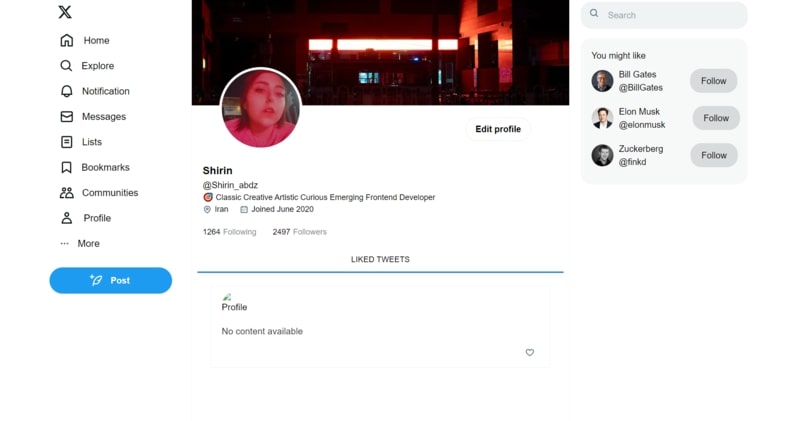 Home
Explore
Notification
Messages
Lists
Bookmarks
Communities
Profile
More
Post
Edit profile
Shirin
@Shirin_abdz
Classic Creative Artistic Curious Emerging Frontend Developer
Iran Joined June 2020
1264 Following 2497 Followers
LIKED TWEETS
Profile
No content available
Search
You might like
Bill Gates
@BillGates
Follow
Elon Musk
@elonmusk
Follow
Zuckerberg
@finkd
Follow